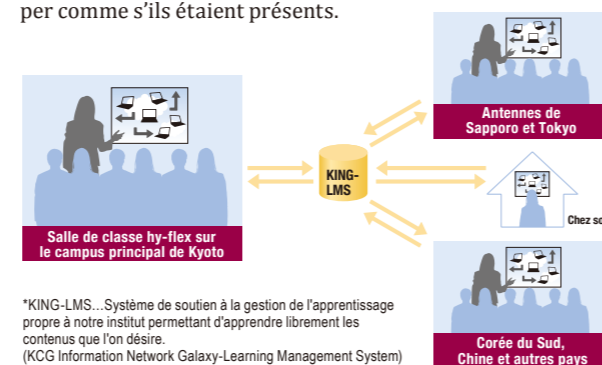 per comme s'ils étaient présents.
Salle de classe hy-flex sur
le campus principal de Kyoto
KING-
LMS
Antennes de
Sapporo et Tokyo
Chez so
Corée du Sud,
Chine et autres pays
*KING-LMS…Système de soutien à la gestion de l'apprentissage
propre à notre institut permettant d'apprendre librement les
contenus que l'on désire.
(KCG Information Network Galaxy-Learning Management System)